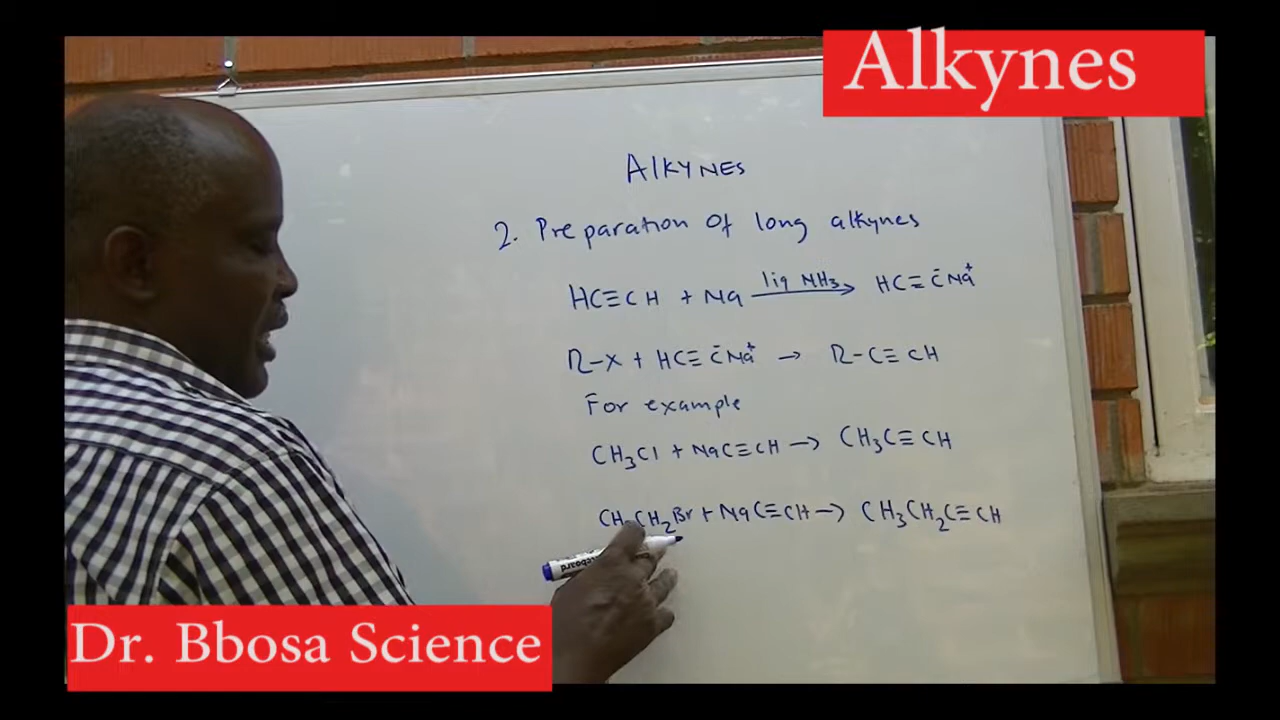 Alkynes
ALKYNES
2. Preparation of long alkynes
HC≡CH + Na liq NH₃ → HC≡C̄Na⁺
R-X + HC≡C̄Na⁺ → R-C≡CH
For example
CH₃Cl + NaC≡CH → CH₃C≡CH
CH₃CH₂Br + NaC≡CH → CH₃CH₂C≡CH
Dr. Bbosa Science